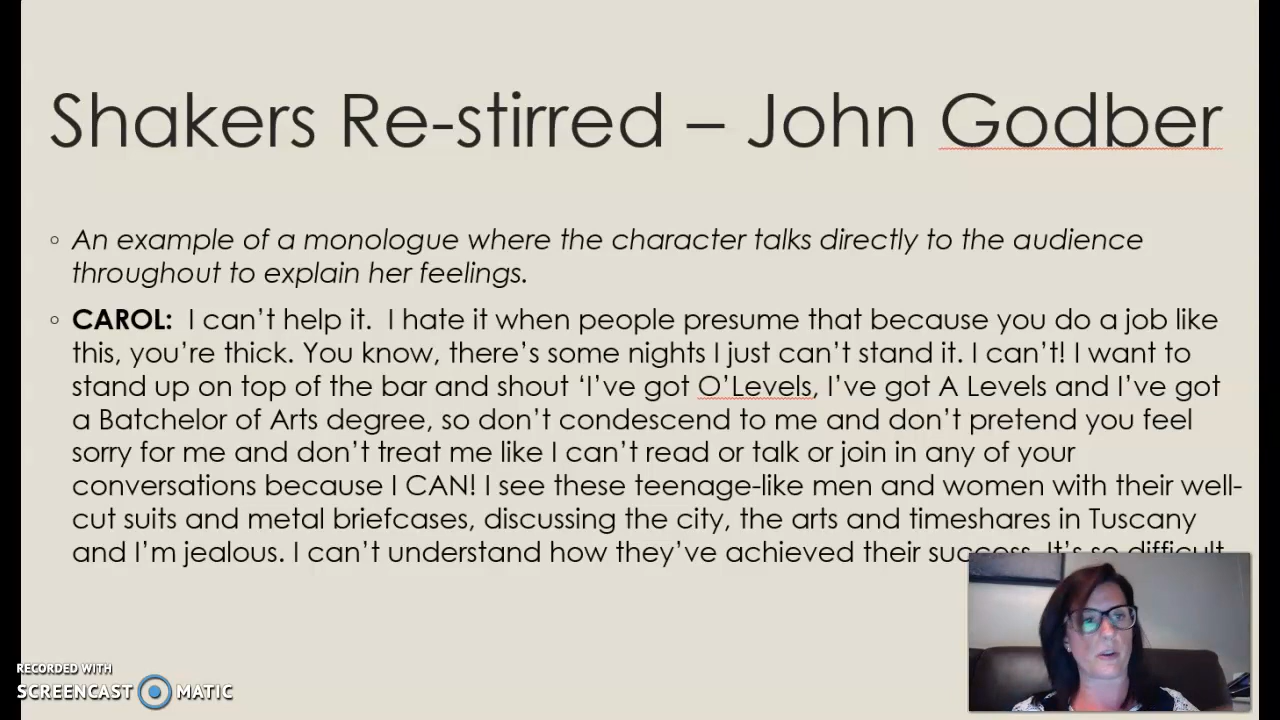 Shakers Re-stirred – John Godber
◦ An example of a monologue where the character talks directly to the audience
throughout to explain her feelings.
◦ CAROL:  I can’t help it.  I hate it when people presume that because you do a job like
this, you’re thick. You know, there’s some nights I just can’t stand it. I can’t! I want to
stand up on top of the bar and shout ‘I’ve got O’Levels, I’ve got A Levels and I’ve got
a Batchelor of Arts degree, so don’t condescend to me and don’t pretend you feel
sorry for me and don’t treat me like I can’t read or talk or join in any of your
conversations because I CAN! I see these teenage-like men and women with their well-
cut suits and metal briefcases, discussing the city, the arts and timeshares in Tuscany
and I’m jealous. I can’t understand how they’ve achieved their success. It’s so difficult
RECORDED WITH
SCREENCAST MATIC